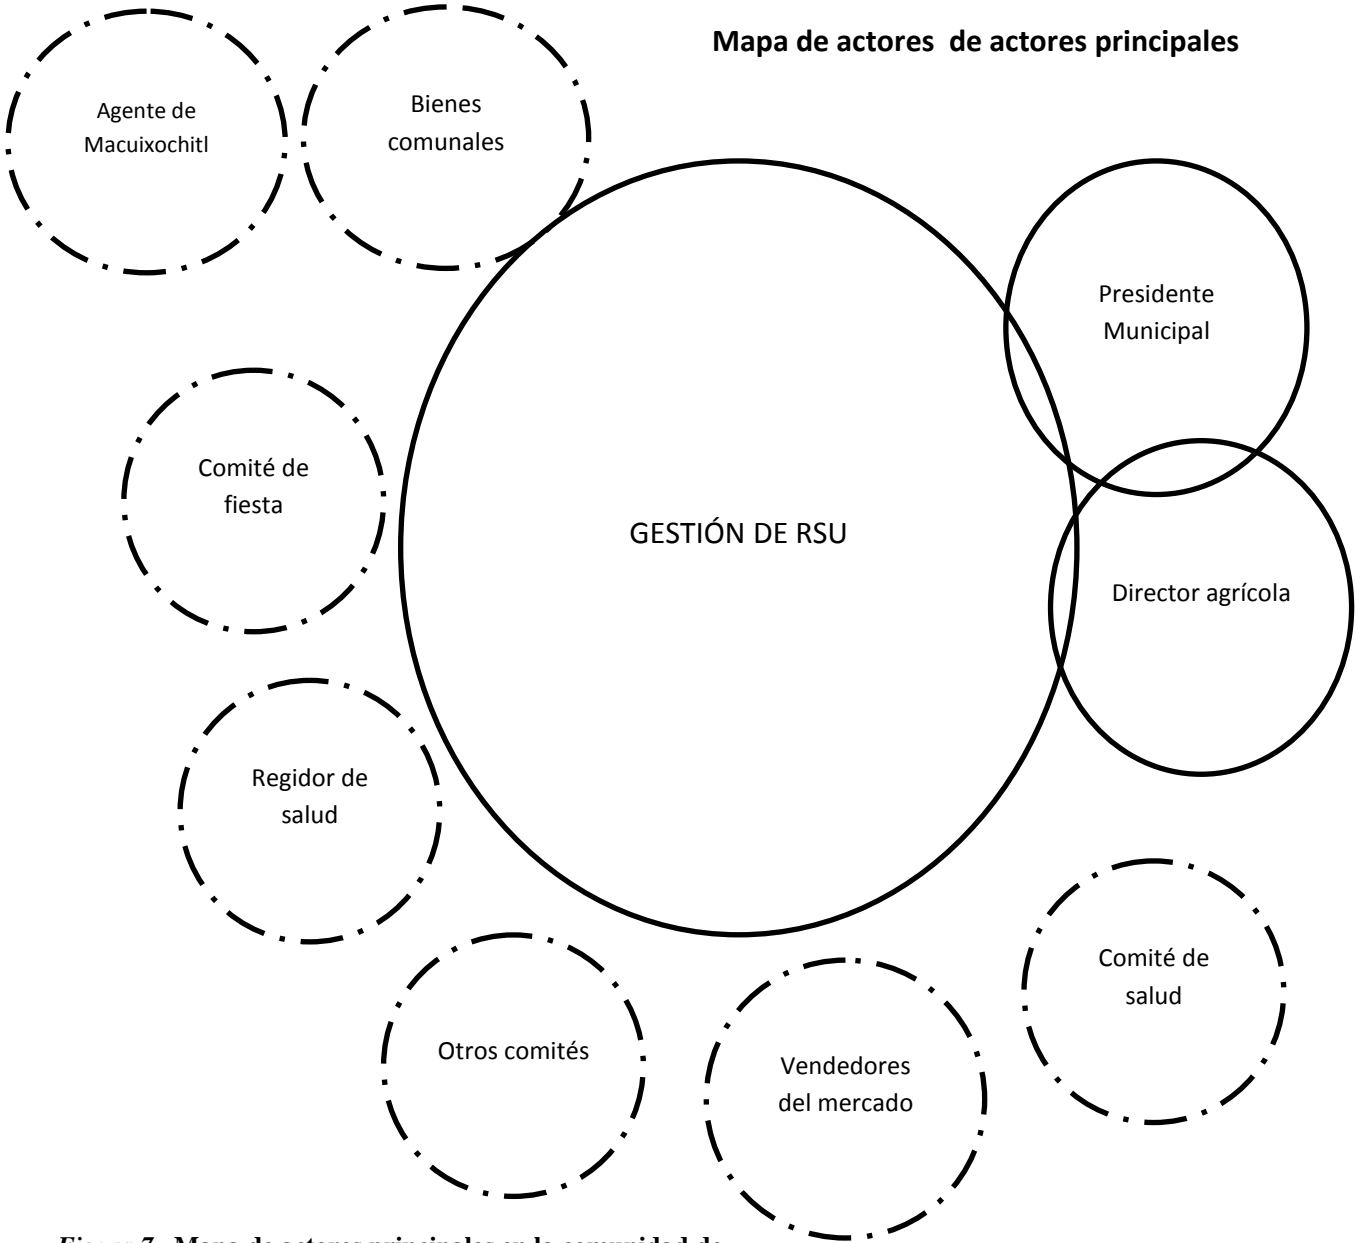 Mapa de actores  de actores principales
Agente de
Macuixochitl
Bienes
comunales
Presidente
Municipal
Comité de
fiesta
GESTIÓN DE RSU
Director agrícola
Regidor de
salud
Comité de
salud
Otros comités
Vendedores
del mercado
Figura 7. Mapa de actores principales en la comunidad de